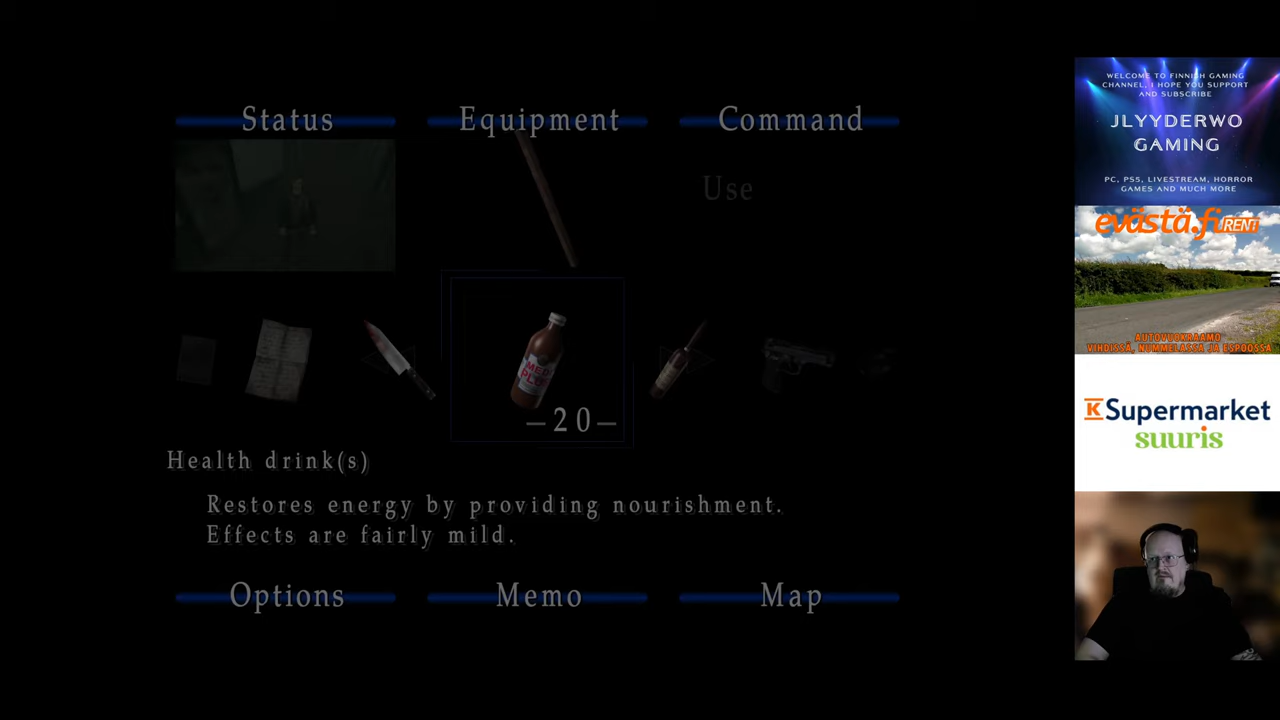 Status
Equipment
Command
Use
MED
PLUS
—20—
Health drink(s)
Restores energy by providing nourishment.
Effects are fairly mild.
Options
Memo
Map
WELCOME TO FINNISH GAMING
CHANNEL, I HOPE YOU SUPPORT
AND SUBSCRIBE
JLYYDERWO
GAMING
PC, PS5, LIVESTREAM, HORROR
GAMES AND MUCH MORE
evästä.fi RENT
AUTOVUOKRAAMO
VIHDISSÄ, NUMMELASSA JA ESPOOSSA
K Supermarket
suuris